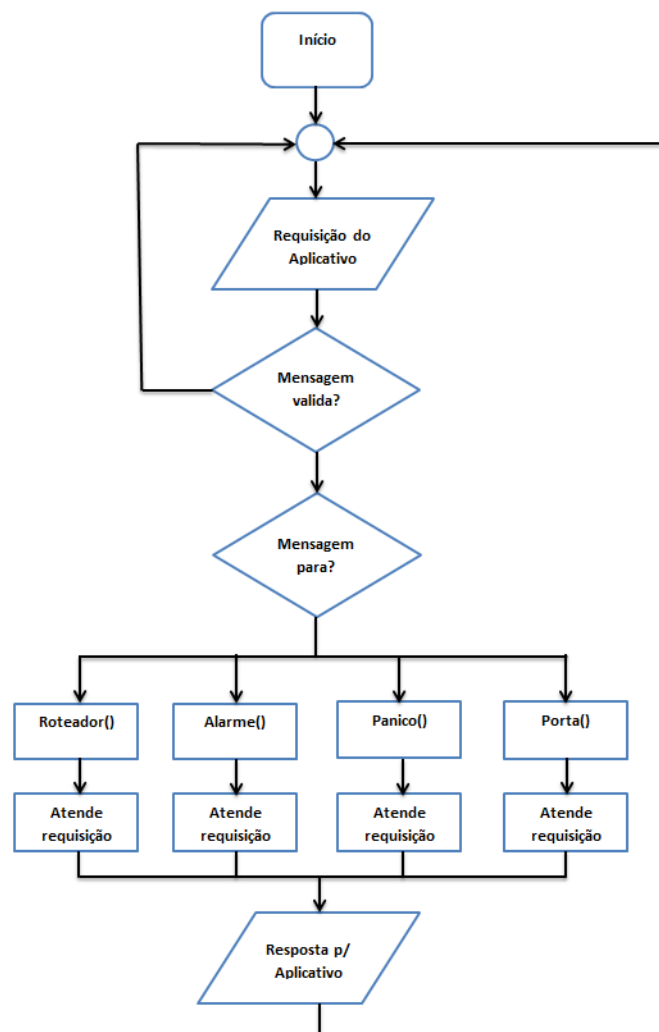 Início
Requisição do
Aplicativo
Mensagem
valida?
Mensagem
para?
Roteador()
Alarme()
Panico()
Porta()
Atende
requisição
Atende
requisição
Atende
requisição
Atende
requisição
Resposta p/
Aplicativo